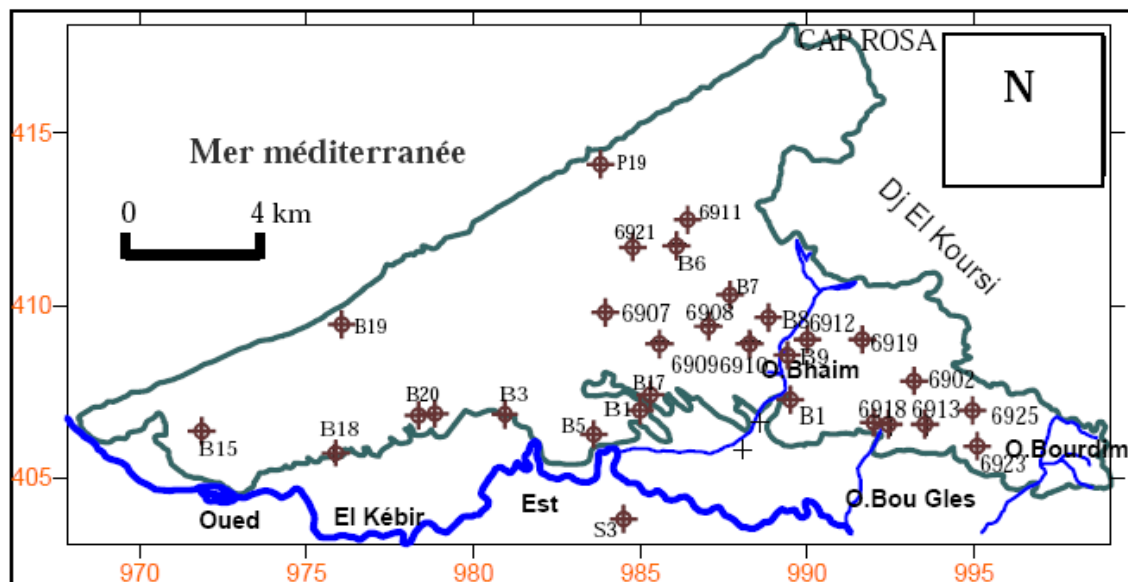 CAP ROSA
N
415
Mer méditerranée
P19
Dj El Koursi
0 4 km
6911
6921
B6
B7
410
6907
6908
B8
6912
B19
6919
6909
6910
B9
O.Bhaim
6902
B17
B20
B3
B1
B1
6918
6913
6925
B15
B18
B5
6923
O.Bourdim
405
Oued
El Kébir
Est
O.Bou Gles
S3
970
975
980
985
990
995